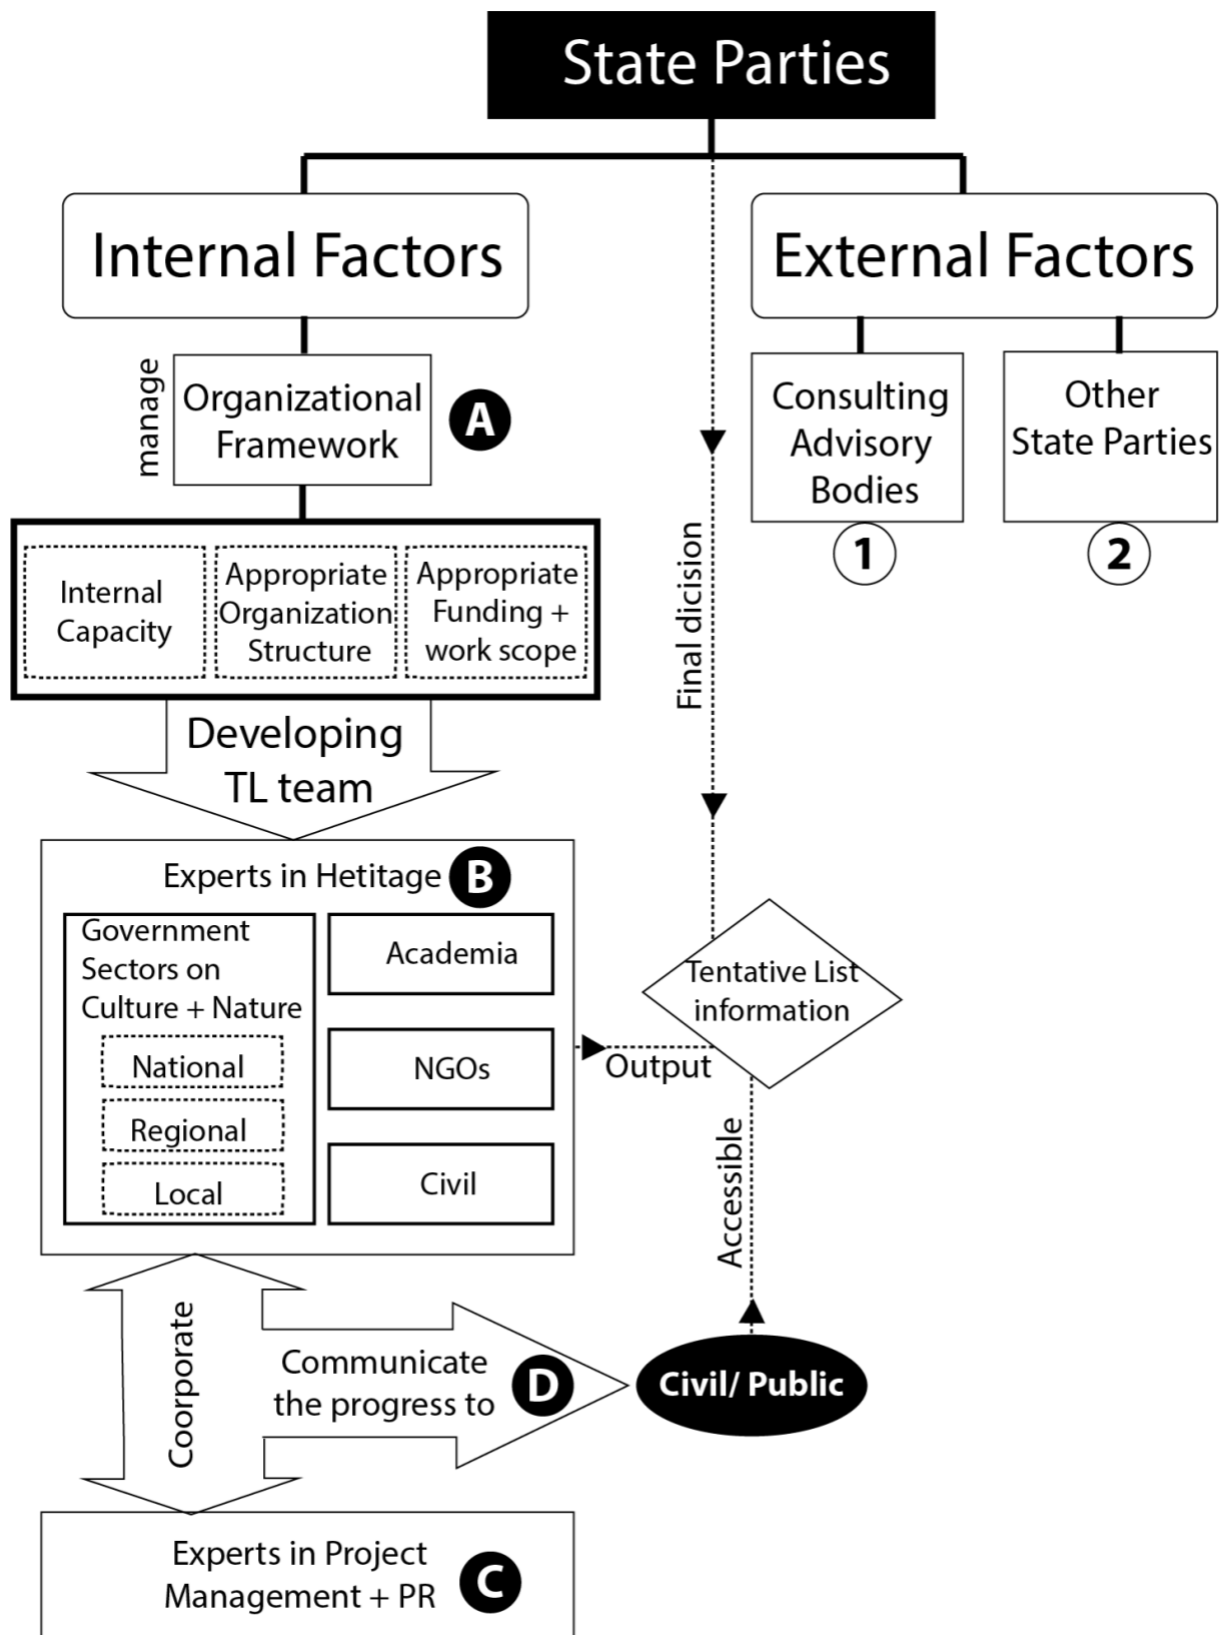 State Parties
Internal Factors
External Factors
manage
Organizational
Framework
A
Consulting
Advisory
Bodies
1
Other
State Parties
2
Internal
Capacity
Appropriate
Organization
Structure
Appropriate
Funding +
work scope
Final dicision
Developing
TL team
Experts in Hetitage
B
Government
Sectors on
Culture + Nature
National
Regional
Local
Academia
NGOs
Civil
Output
Tentative List
information
Accessible
Coorporate
Communicate
the progress to
D
Civil/ Public
Experts in Project
Management + PR
C